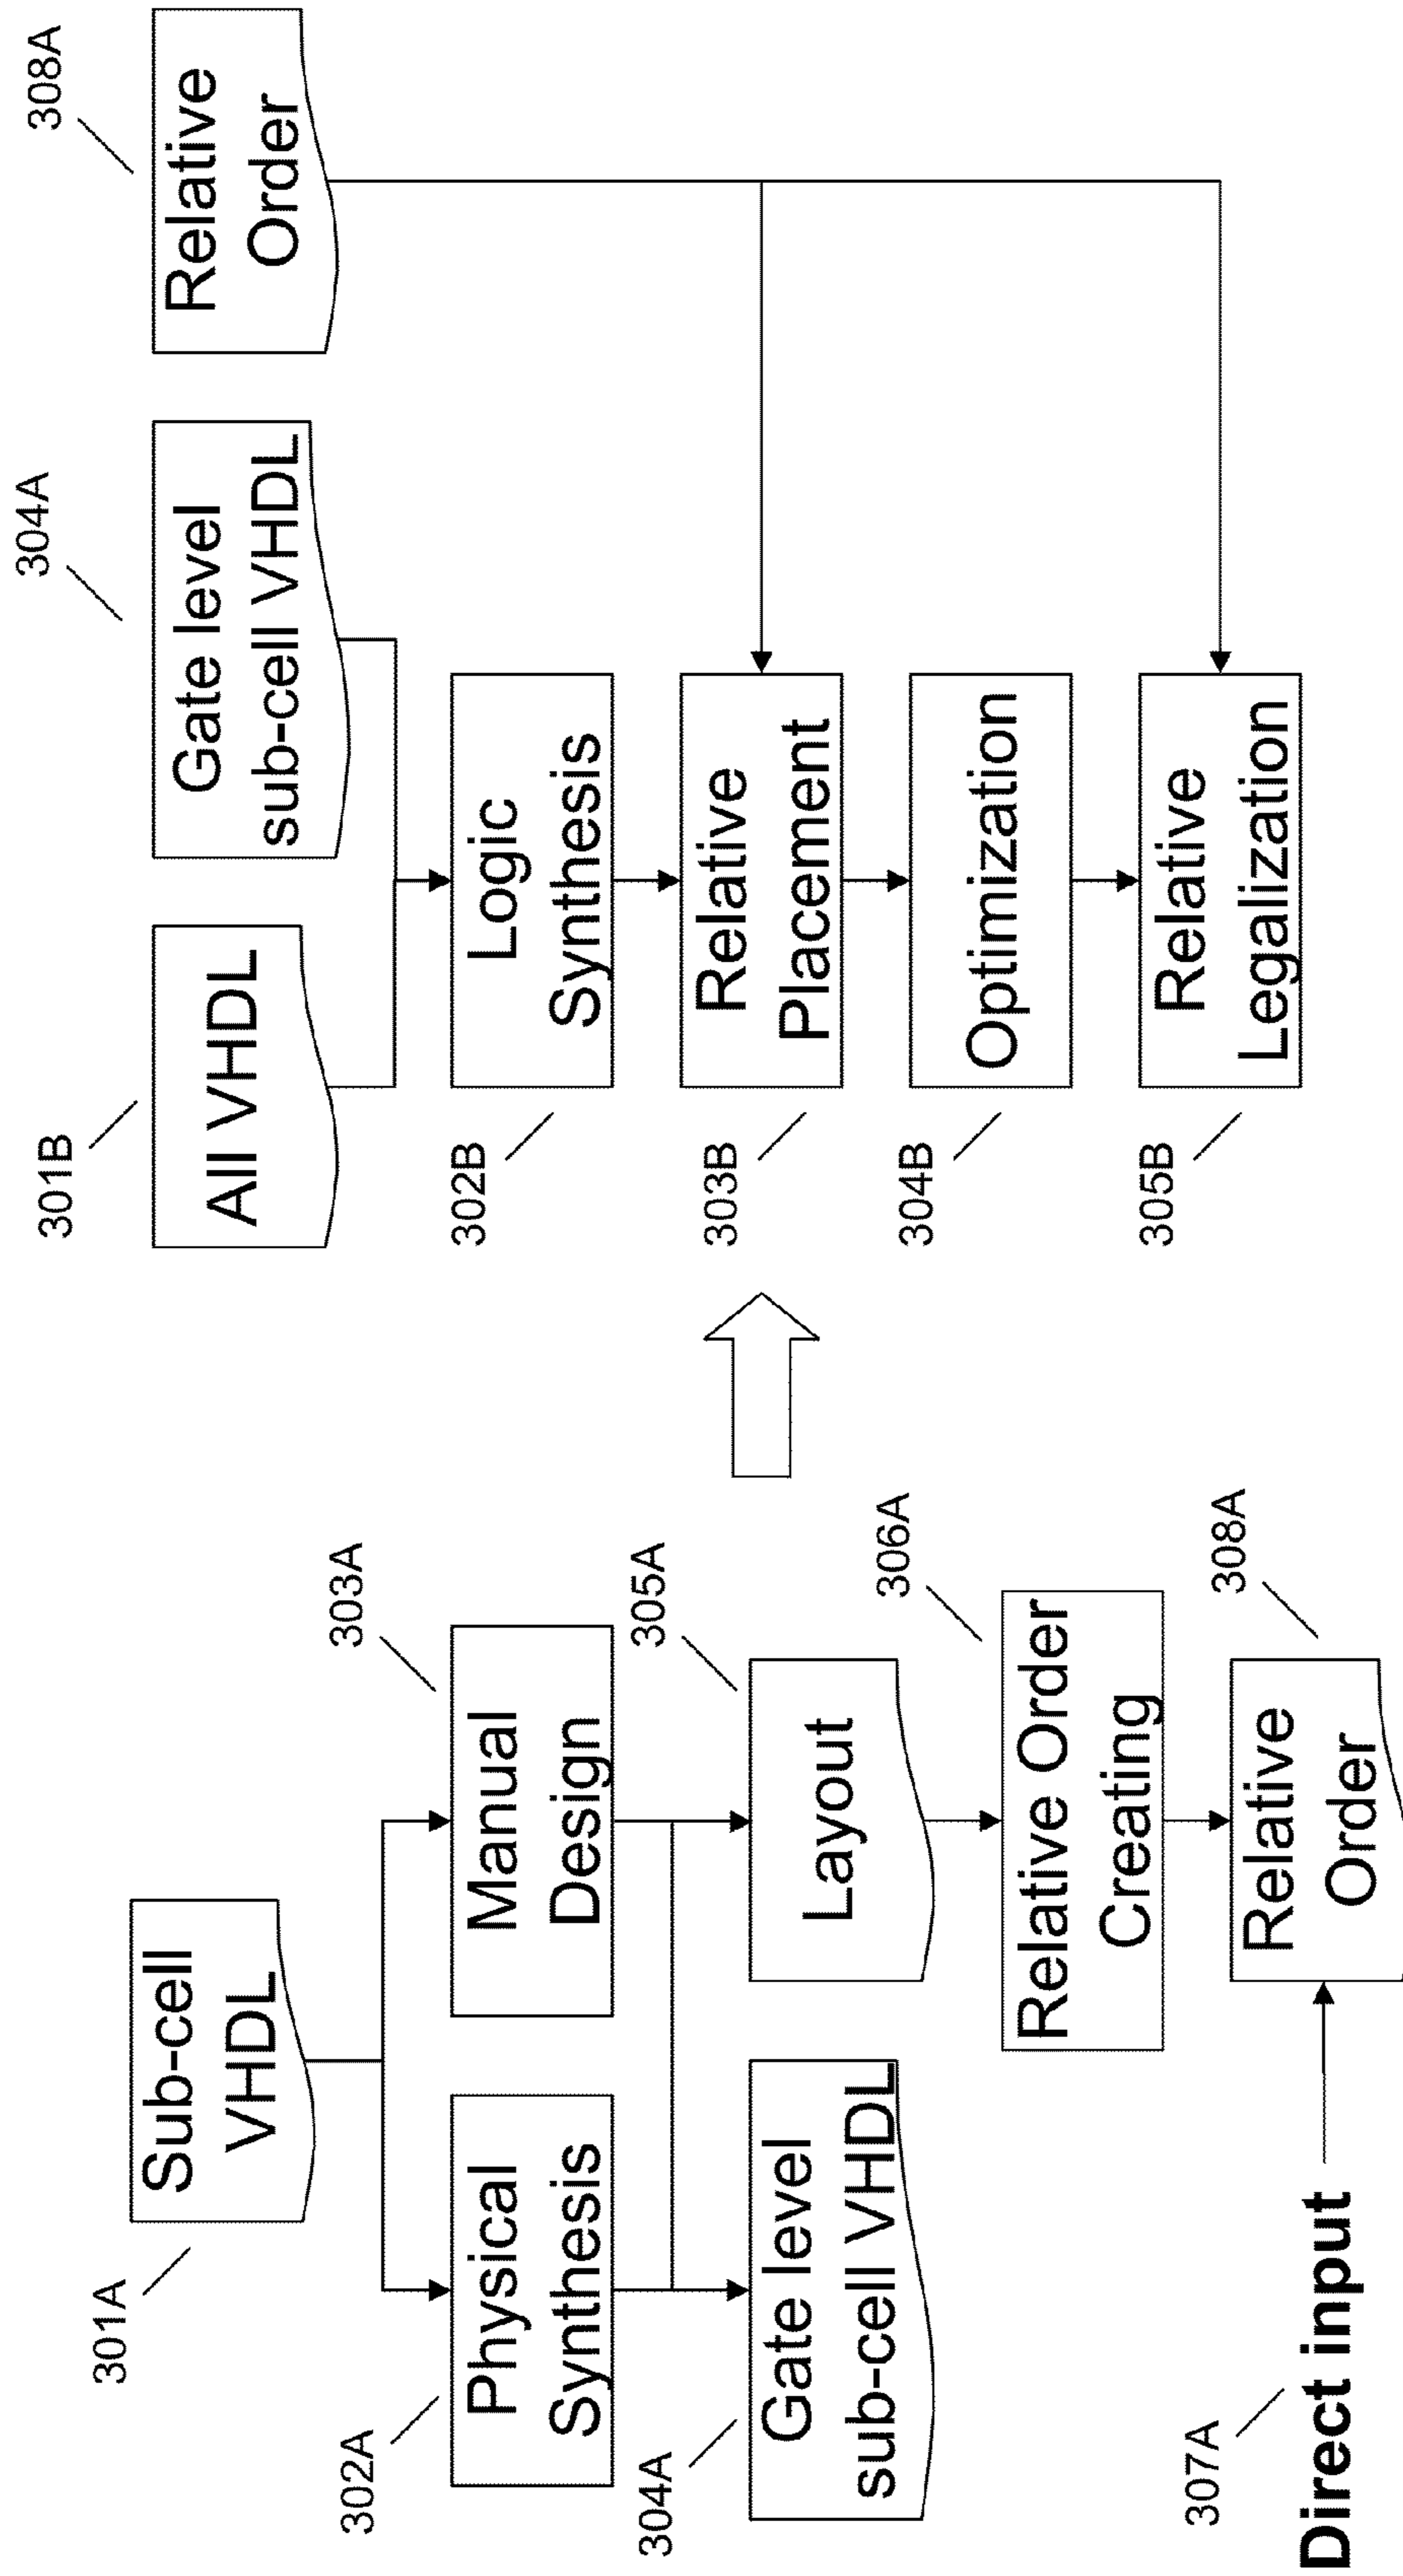 301A
Sub-cell
VHDL
302A
Physical
Synthesis
303A
Manual
Design
304A
Gate level
sub-cell VHDL
305A
Layout
306A
Relative Order
Creating
307A
Direct input
308A
Relative
Order
301B
All VHDL
304A
Gate level
sub-cell VHDL
308A
Relative
Order
302B
Logic
Synthesis
303B
Relative
Placement
304B
Optimization
305B
Relative
Legalization